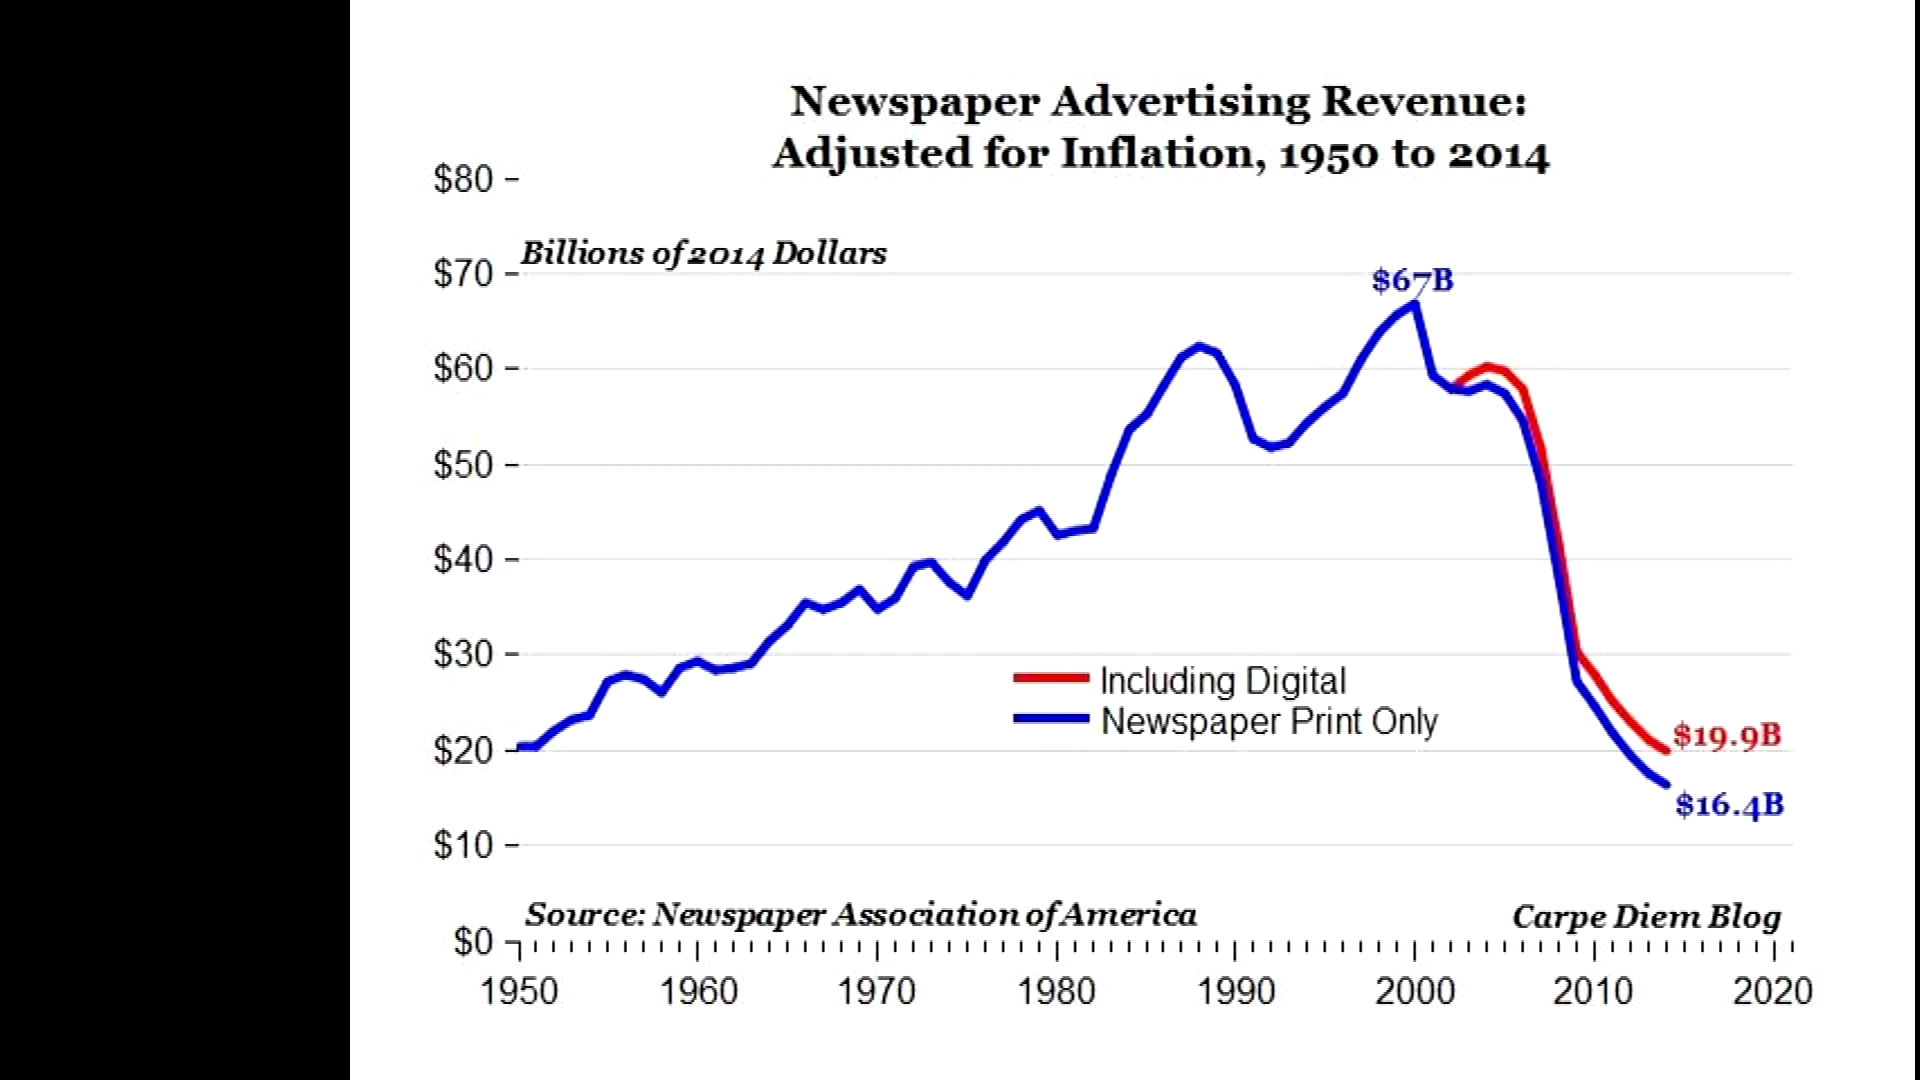 Newspaper Advertising Revenue:
Adjusted for Inflation, 1950 to 2014
$80
Billions of 2014 Dollars
$70
$67B
$60
$50
$40
$30
Including Digital
Newspaper Print Only
$20
$19.9B
$16.4B
$10
Source: Newspaper Association of America
Carpe Diem Blog
$0
1950 1960 1970 1980 1990 2000 2010 2020